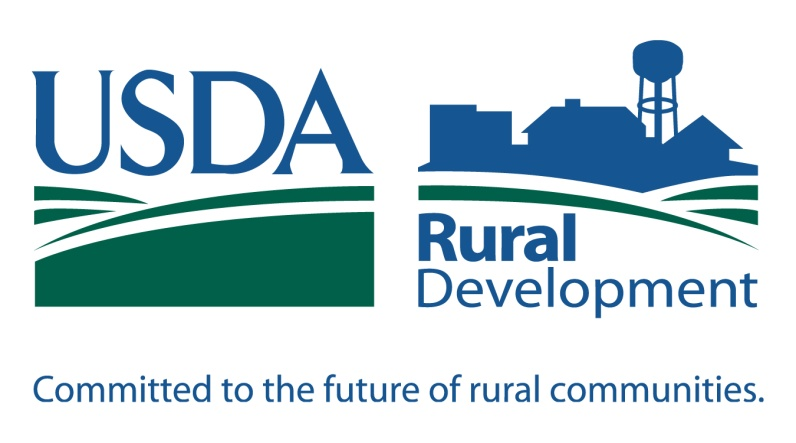 USDA
Rural
Development
Committed to the future of rural communities.